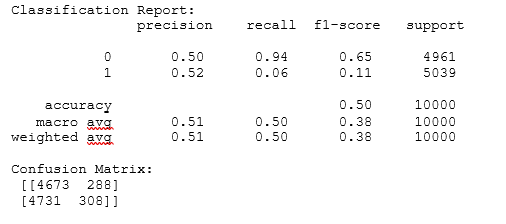 Classification Report:
precision recall f1-score support
0 0.50 0.94 0.65 4961
1 0.52 0.06 0.11 5039
accuracy 0.50 10000
macro avg 0.51 0.50 0.38 10000
weighted avg 0.51 0.50 0.38 10000
Confusion Matrix:
[[4673 288]
[4731 308]]